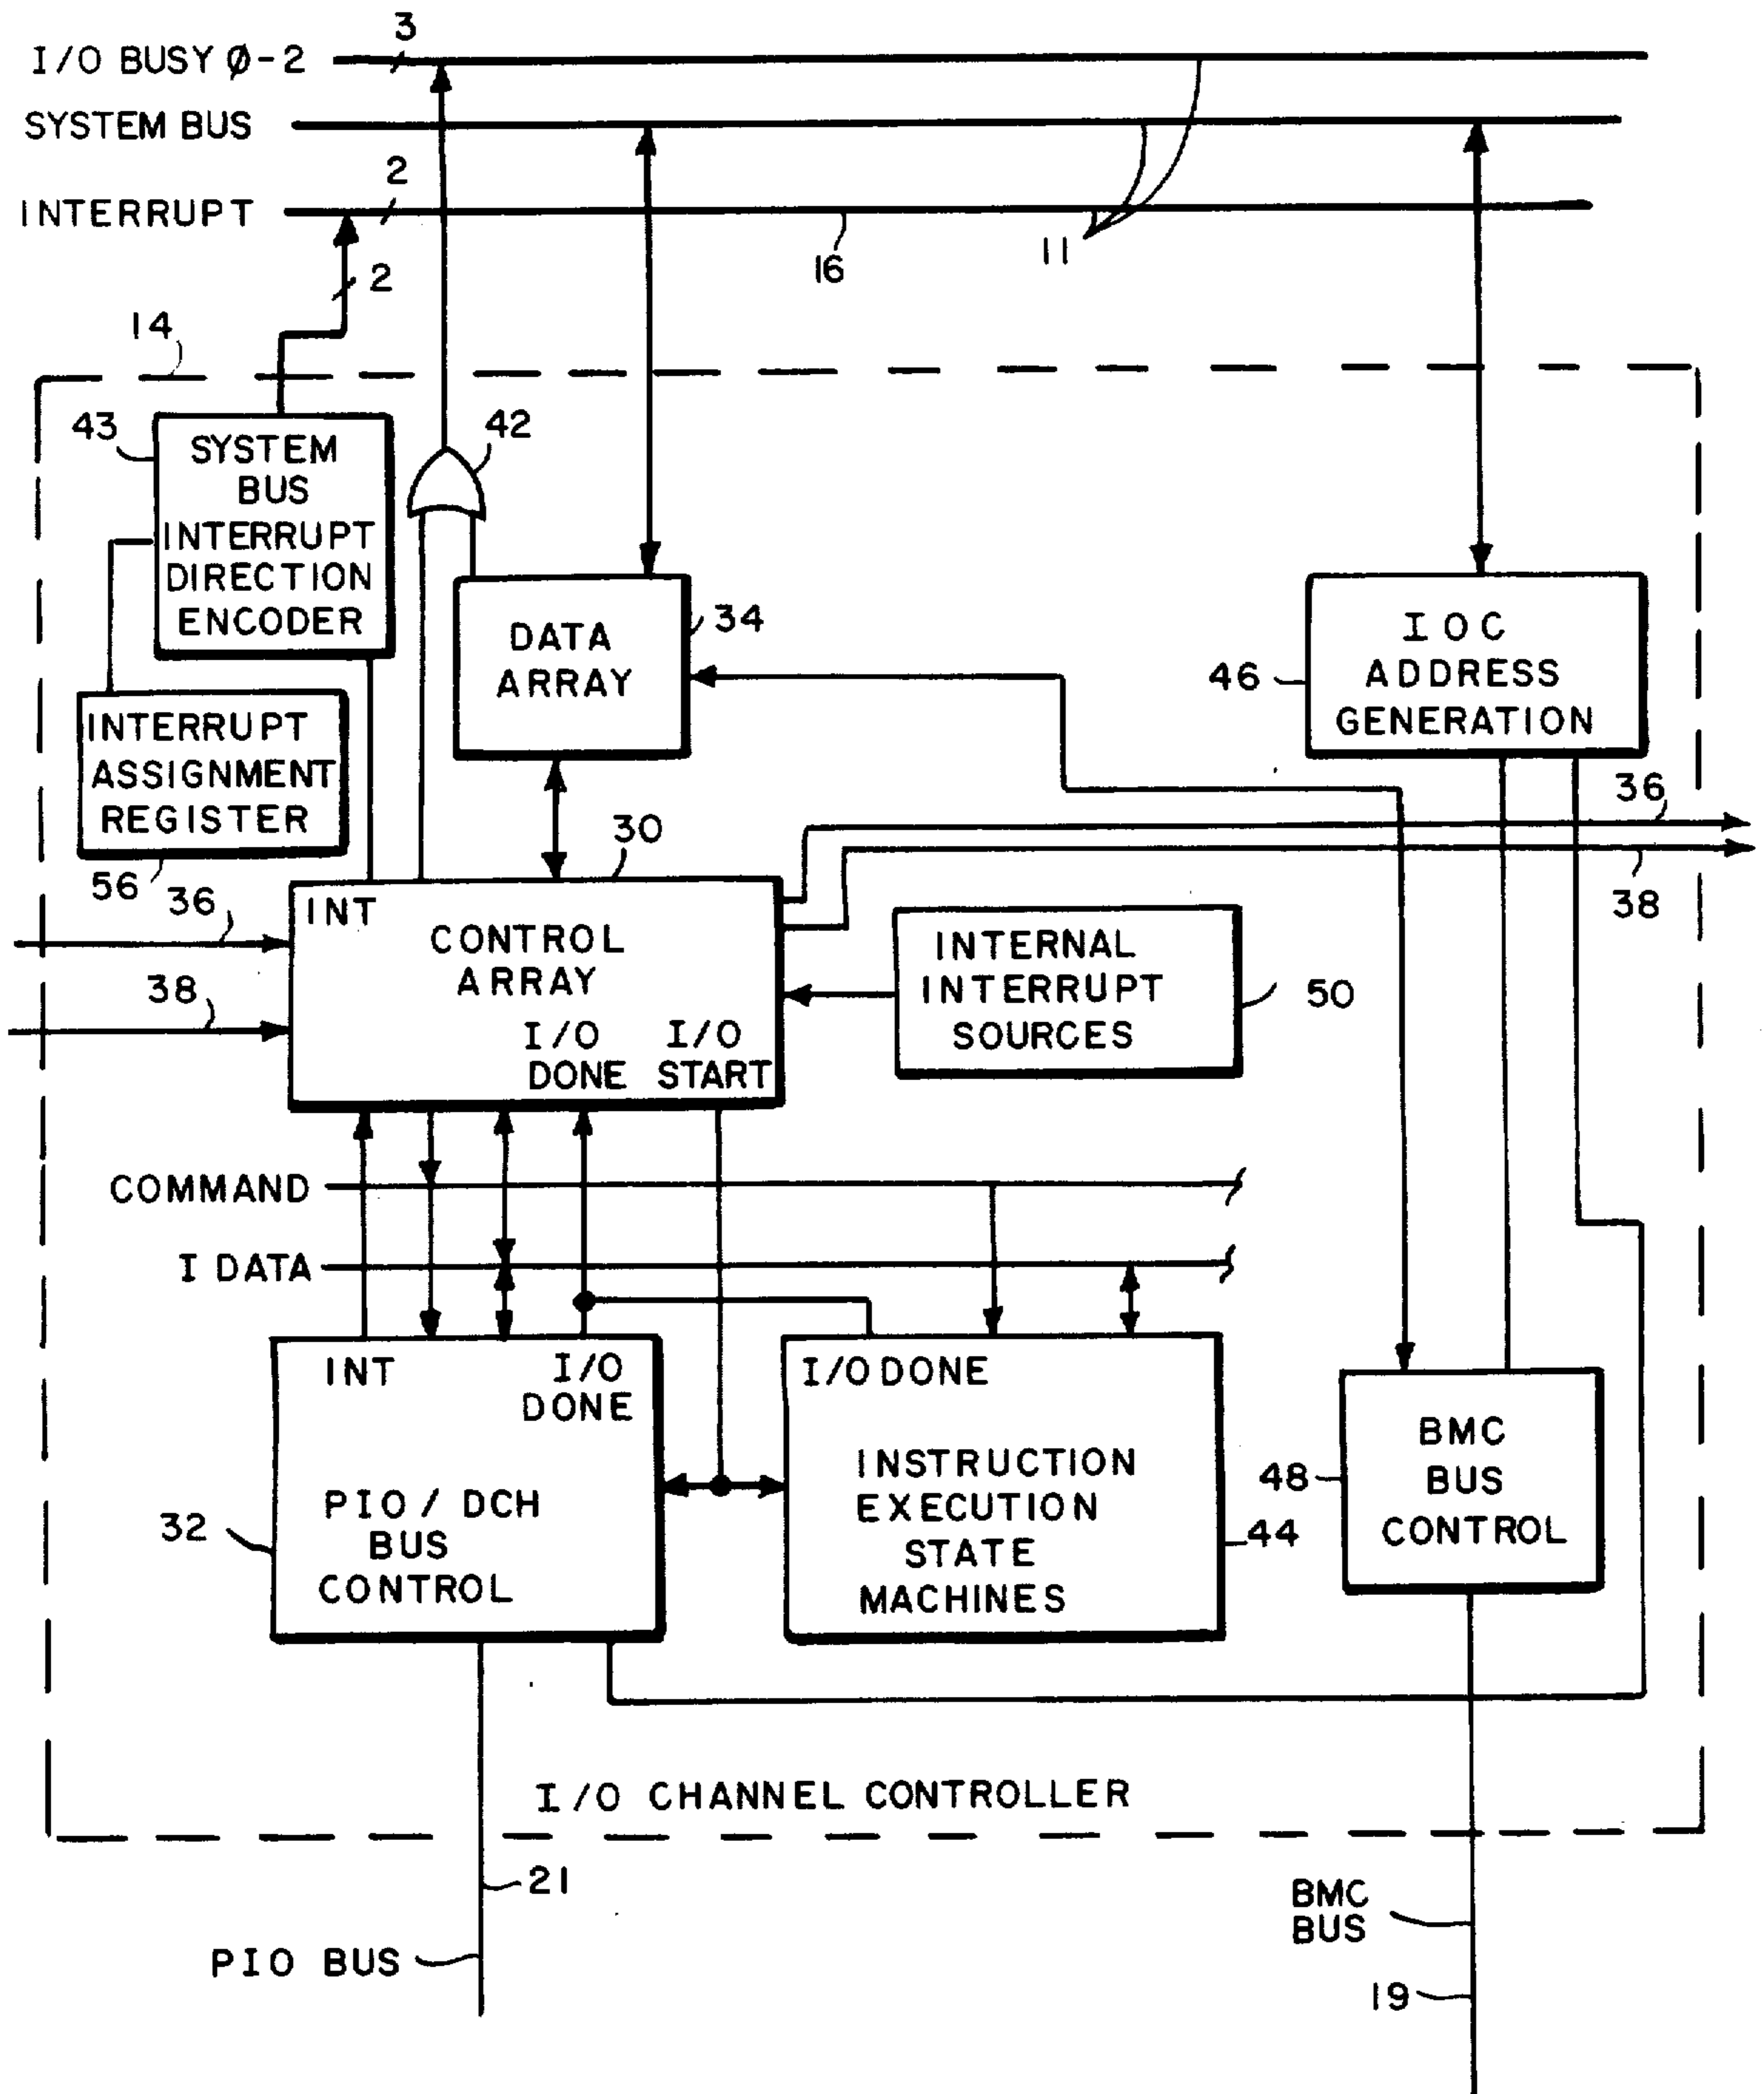 3
I/O BUSY Ø-2
SYSTEM BUS
2
INTERRUPT
16
11
2
14
43
SYSTEM
BUS
INTERRUPT
DIRECTION
ENCODER
42
DATA
ARRAY
34
46
IOC
ADDRESS
GENERATION
INTERRUPT
ASSIGNMENT
REGISTER
56
36
38
30
INT
CONTROL
ARRAY
I/O
DONE
I/O
START
36
38
INTERNAL
INTERRUPT
SOURCES
50
COMMAND
I DATA
INT
I/O
DONE
32
PIO / DCH
BUS
CONTROL
I/O DONE
INSTRUCTION
EXECUTION
STATE
MACHINES
44
48
BMC
BUS
CONTROL
I/O CHANNEL CONTROLLER
21
PIO BUS
BMC
BUS
19